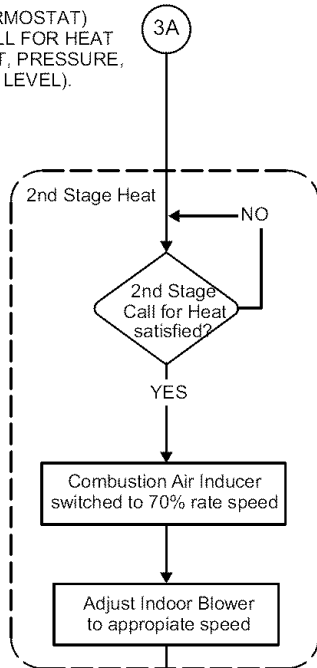 RMOSTAT)
LL FOR HEAT
T, PRESSURE,
LEVEL).
3A
2nd Stage Heat
NO
2nd Stage
Call for Heat
satisfied?
YES
Combustion Air Inducer
switched to 70% rate speed
Adjust Indoor Blower
to appropiate speed